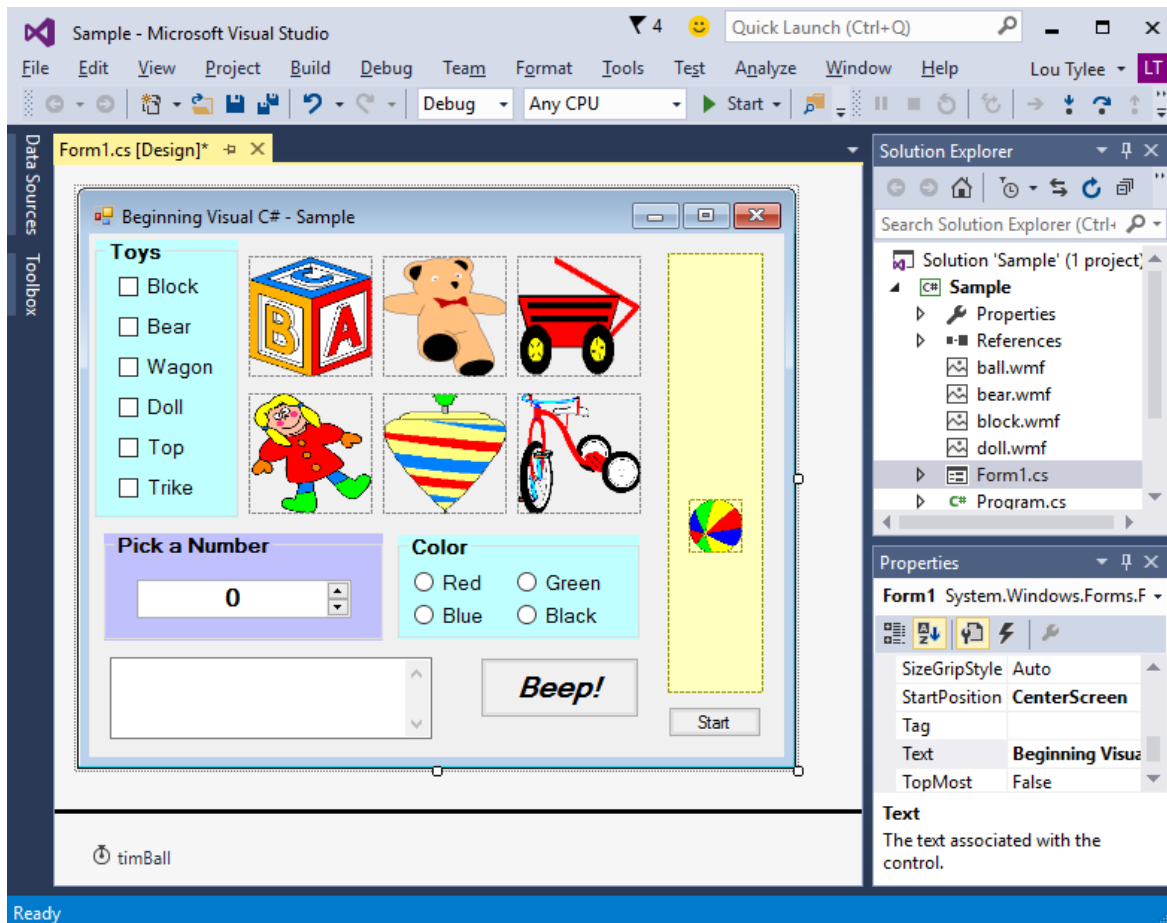 Sample - Microsoft Visual Studio
4
Quick Launch (Ctrl+Q)
File Edit View Project Build Debug Team Format Tools Test Analyze Window Help Lou Tylee LT
Debug Any CPU Start
Data Sources
Toolbox
Form1.cs [Design]*
Beginning Visual C# - Sample
Toys
Block
Bear
Wagon
Doll
Top
Trike
C
B A
Pick a Number
0
Color
Red Green
Blue Black
Beep!
Start
timBall
Solution Explorer
Search Solution Explorer (Ctrl+
Solution 'Sample' (1 project)
C# Sample
Properties
References
ball.wmf
bear.wmf
block.wmf
doll.wmf
Form1.cs
C# Program.cs
Properties
Form1 System.Windows.Forms.F
SizeGripStyle Auto
StartPosition CenterScreen
Tag
Text Beginning Visua
TopMost False
Text
The text associated with the
control.
Ready